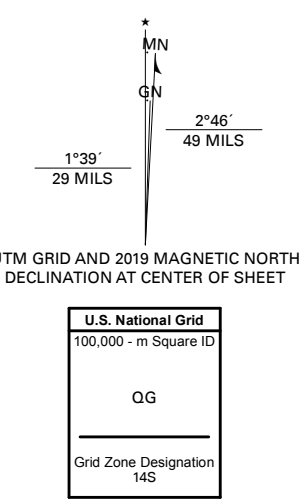 ★
MN
GN
2°46´
49 MILS
1°39´
29 MILS
UTM GRID AND 2019 MAGNETIC NORTH
DECLINATION AT CENTER OF SHEET
U.S. National Grid
100,000 - m Square ID
QG
Grid Zone Designation
14S